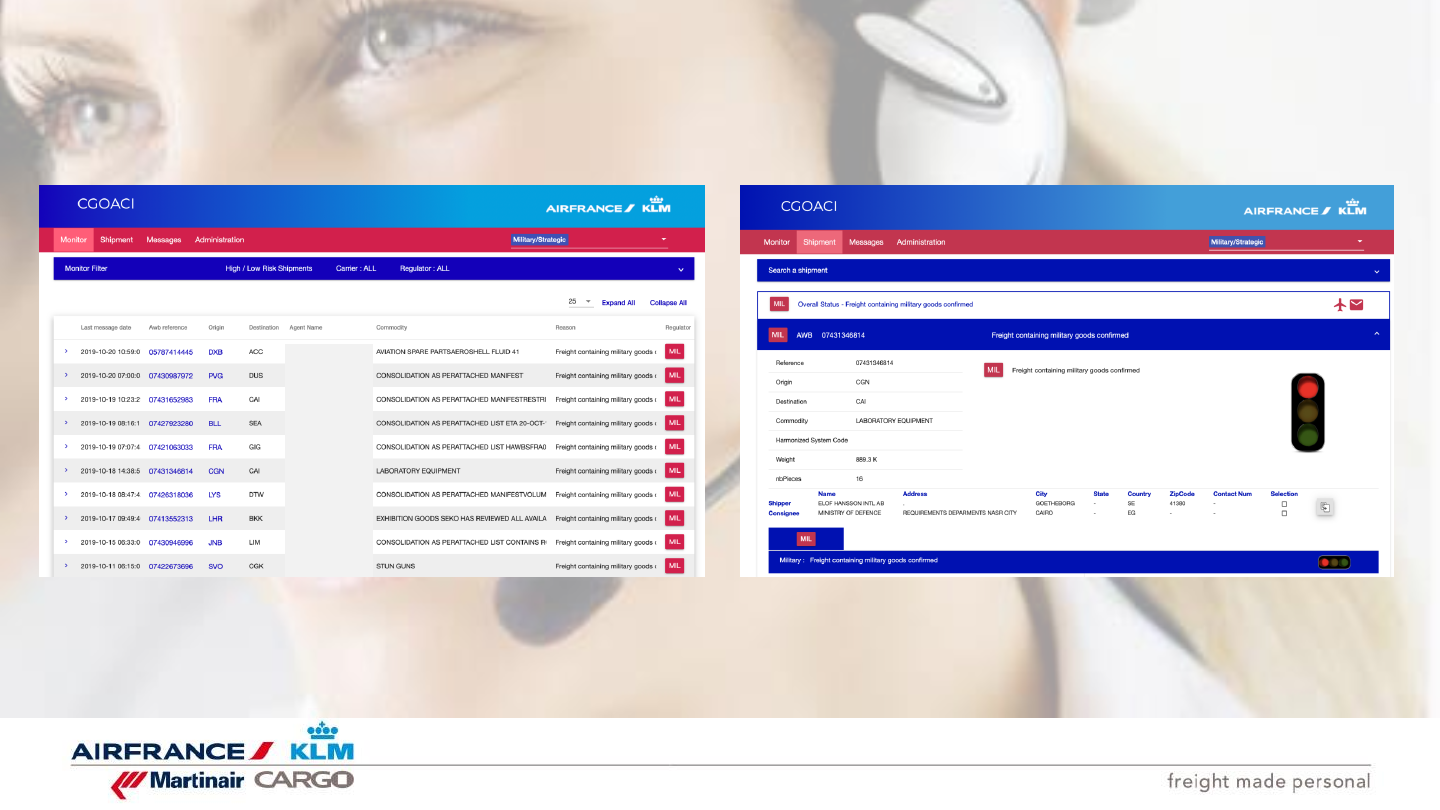 CGOACI
AIRFRANCE KLM
Monitor Shipment Messages Administration Military/Strategic
Monitor Filter High / Low Risk Shipments Carrier : ALL Regulator : ALL
25 Expand All Collapse All
Last message date Awb reference Origin Destination Agent Name Commodity Reason Regulator
2019-10-20 10:59:0 05787414445 DXB ACC AVIATION SPARE PARTSAEROSHELL FLUID 41 Freight containing military goods MIL
2019-10-20 07:00:0 07430987972 PVG DUS CONSOLIDATION AS PERATTACHED MANIFEST Freight containing military goods MIL
2019-10-19 10:23:2 07431652983 FRA CAI CONSOLIDATION AS PERATTACHED MANIFESTRESTRI Freight containing military goods MIL
2019-10-19 08:16:1 07427923280 BLL SEA CONSOLIDATION AS PERATTACHED LIST ETA 20-OCT- Freight containing military goods MIL
2019-10-19 07:07:4 07421063033 FRA GIG CONSOLIDATION AS PERATTACHED LIST HAWBSFRA0 Freight containing military goods MIL
2019-10-18 14:38:5 07431346814 CGN CAI LABORATORY EQUIPMENT Freight containing military goods MIL
2019-10-18 08:47:4 07426318036 LYS DTW CONSOLIDATION AS PERATTACHED MANIFESTVOLUM Freight containing military goods MIL
2019-10-17 09:49:4 07413552313 LHR BKK EXHIBITION GOODS SEKO HAS REVIEWED ALL AVAILA Freight containing military goods MIL
2019-10-15 06:33:0 07430946996 JNB LIM CONSOLIDATION AS PERATTACHED LIST CONTAINS Freight containing military goods MIL
2019-10-11 06:15:0 07422673696 SVO CGK STUN GUNS Freight containing military goods MIL
CGOACI
AIRFRANCE KLM
Monitor Shipment Messages Administration Military/Strategic
Search a shipment
MIL Overall Status - Freight containing military goods confirmed
MIL AWB 07431346814 Freight containing military goods confirmed
Reference 07431346814
MIL Freight containing military goods confirmed
Origin CGN
Destination CAI
Commodity LABORATORY EQUIPMENT
Harmonized System Code
Weight 889.3 K
nbPieces 16
Name Address City State Country ZipCode Contact Num Selection
Shipper ELOF HANSSON INTL AB . GOETHEBORG - SE 41380 -
Consignee MINISTRY OF DEFENCE REQUIREMENTS DEPARMENTS NASR CITY CAIRO - EG - -
MIL
Military : Freight containing military goods confirmed
AIRFRANCE KLM
Martinair CARGO
freight made personal